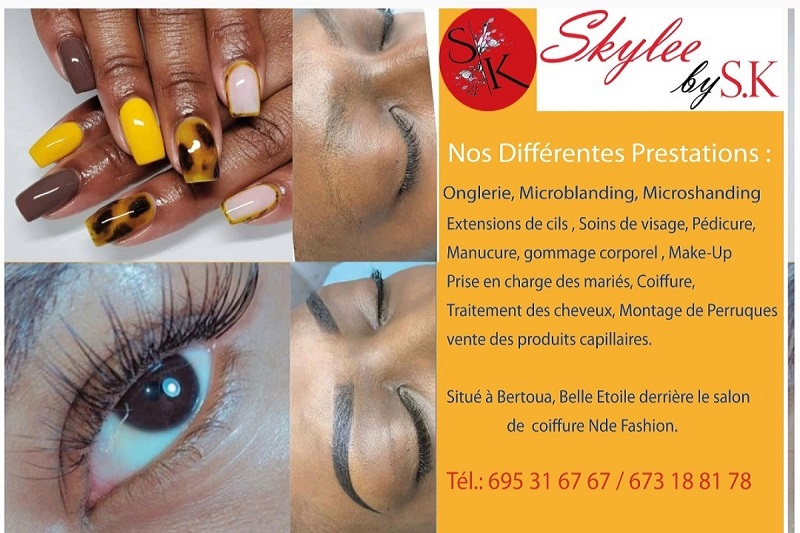 SK
Skylee
by S.K
Nos Différentes Prestations :
Onglerie, Microblanding, Microshanding
Extensions de cils , Soins de visage, Pédicure,
Manucure, gommage corporel , Make-Up
Prise en charge des mariés, Coiffure,
Traitement des cheveux, Montage de Perruques
vente des produits capillaires.
Situé à Bertoua, Belle Etoile derrière le salon
de coiffure Nde Fashion.
Tél.: 695 31 67 67 / 673 18 81 78